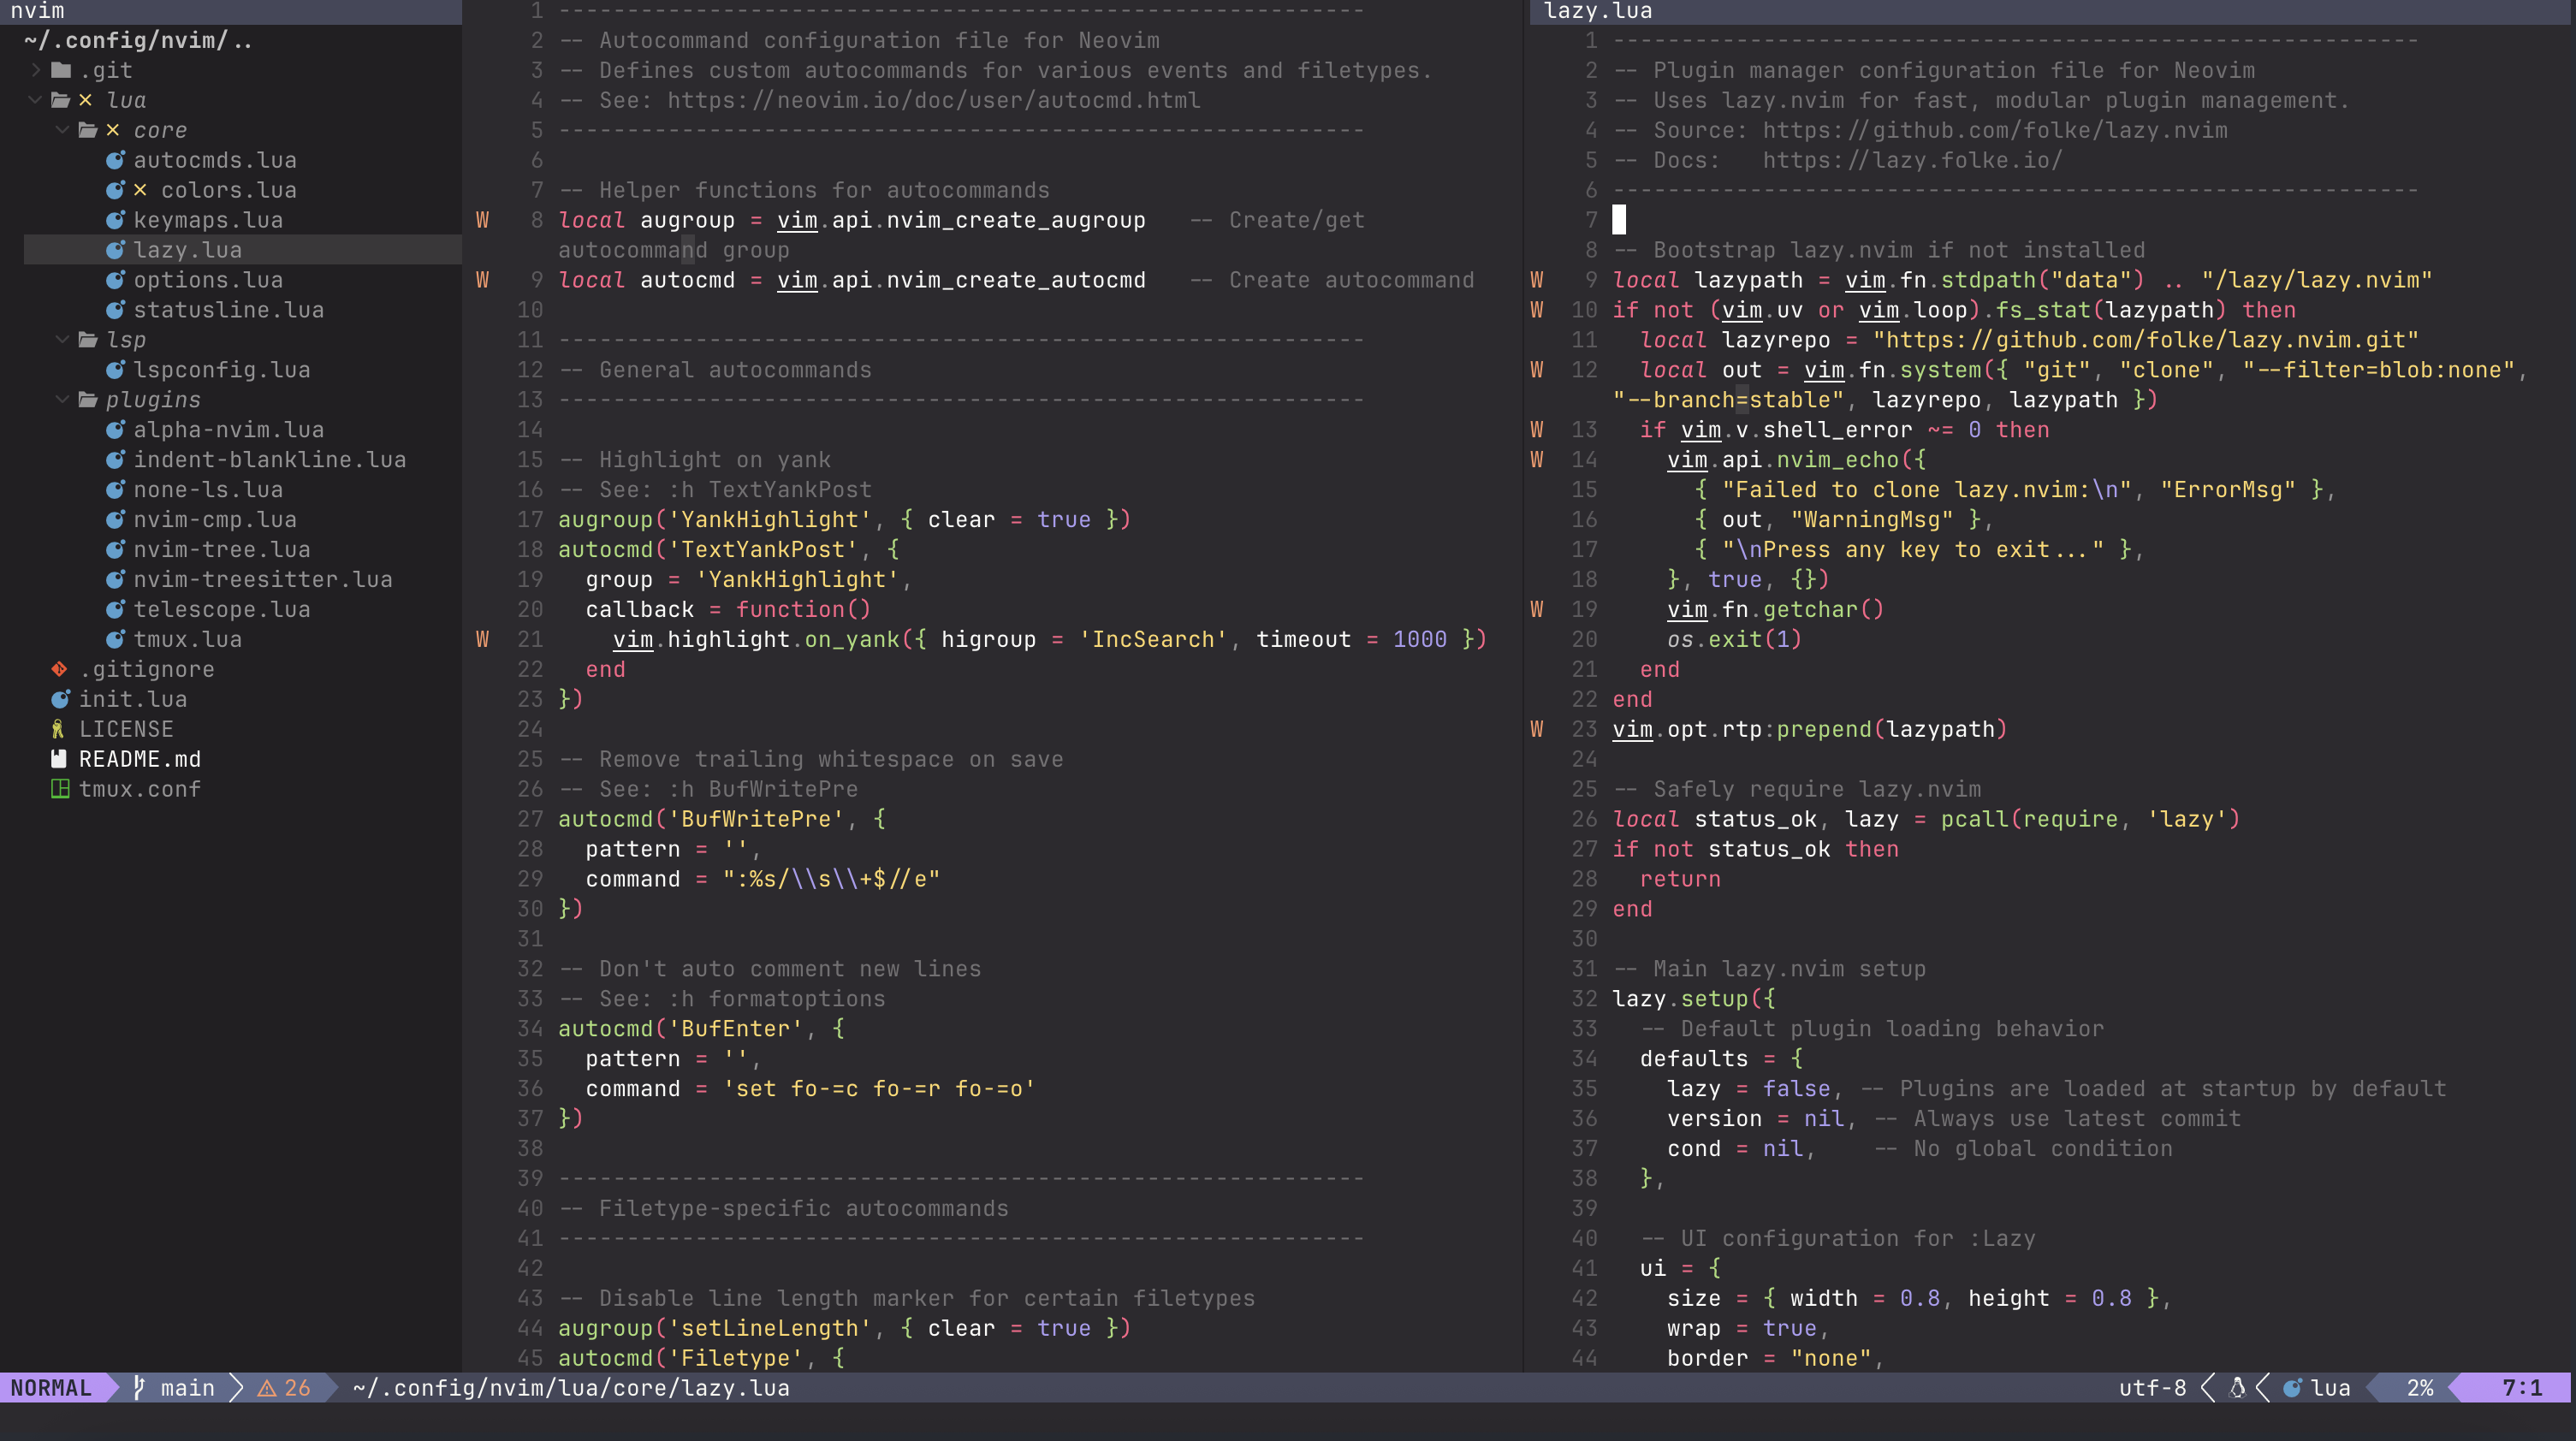 nvim
~/.config/nvim/..
.git
lua
core
autocmds.lua
colors.lua
keymaps.lua
lazy.lua
options.lua
statusline.lua
lsp
lspconfig.lua
plugins
alpha-nvim.lua
indent-blankline.lua
none-ls.lua
nvim-cmp.lua
nvim-tree.lua
nvim-treesitter.lua
telescope.lua
tmux.lua
.gitignore
init.lua
LICENSE
README.md
tmux.conf
1 -----------------------------------------------------------
2 -- Autocommand configuration file for Neovim
3 -- Defines custom autocommands for various events and filetypes.
4 -- See: https://neovim.io/doc/user/autocmd.html
5 -----------------------------------------------------------
6
7 -- Helper functions for autocommands
W 8 local augroup = vim.api.nvim_create_augroup   -- Create/get
autocommand group
W 9 local autocmd = vim.api.nvim_create_autocmd   -- Create autocommand
10
11 -----------------------------------------------------------
12 -- General autocommands
13 -----------------------------------------------------------
14
15 -- Highlight on yank
16 -- See: :h TextYankPost
17 augroup('YankHighlight', { clear = true })
18 autocmd('TextYankPost', {
19   group = 'YankHighlight',
20   callback = function()
W 21     vim.highlight.on_yank({ higroup = 'IncSearch', timeout = 1000 })
22   end
23 })
24
25 -- Remove trailing whitespace on save
26 -- See: :h BufWritePre
27 autocmd('BufWritePre', {
28   pattern = '',
29   command = ":%s/\\s\\+$//e"
30 })
31
32 -- Don't auto comment new lines
33 -- See: :h formatoptions
34 autocmd('BufEnter', {
35   pattern = '',
36   command = 'set fo-=c fo-=r fo-=o'
37 })
38
39 -----------------------------------------------------------
40 -- Filetype-specific autocommands
41 -----------------------------------------------------------
42
43 -- Disable line length marker for certain filetypes
44 augroup('setLineLength', { clear = true })
45 autocmd('Filetype', {
lazy.lua
1 -----------------------------------------------------------
2 -- Plugin manager configuration file for Neovim
3 -- Uses lazy.nvim for fast, modular plugin management.
4 -- Source: https://github.com/folke/lazy.nvim
5 -- Docs:   https://lazy.folke.io/
6 -----------------------------------------------------------
7
8 -- Bootstrap lazy.nvim if not installed
W 9 local lazypath = vim.fn.stdpath("data") .. "/lazy/lazy.nvim"
W 10 if not (vim.uv or vim.loop).fs_stat(lazypath) then
11   local lazyrepo = "https://github.com/folke/lazy.nvim.git"
W 12   local out = vim.fn.system({ "git", "clone", "--filter=blob:none",
"--branch=stable", lazyrepo, lazypath })
W 13   if vim.v.shell_error ~= 0 then
W 14     vim.api.nvim_echo({
15       { "Failed to clone lazy.nvim:\n", "ErrorMsg" },
16       { out, "WarningMsg" },
17       { "\nPress any key to exit..." },
18     }, true, {})
W 19     vim.fn.getchar()
20     os.exit(1)
21   end
22 end
W 23 vim.opt.rtp:prepend(lazypath)
24
25 -- Safely require lazy.nvim
26 local status_ok, lazy = pcall(require, 'lazy')
27 if not status_ok then
28   return
29 end
30
31 -- Main lazy.nvim setup
32 lazy.setup({
33   -- Default plugin loading behavior
34   defaults = {
35     lazy = false, -- Plugins are loaded at startup by default
36     version = nil, -- Always use latest commit
37     cond = nil,    -- No global condition
38   },
39
40   -- UI configuration for :Lazy
41   ui = {
42     size = { width = 0.8, height = 0.8 },
43     wrap = true,
44     border = "none",
NORMAL main 26 ~/.config/nvim/lua/core/lazy.lua utf-8 lua 2% 7:1